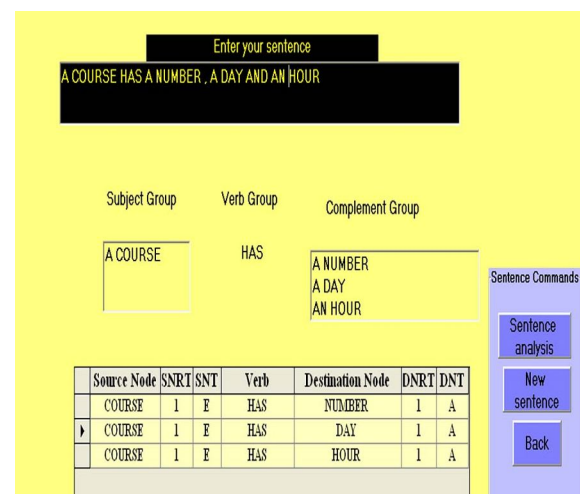 Enter your sentence
A COURSE HAS A NUMBER , A DAY AND AN HOUR
Subject Group Verb Group Complement Group
A COURSE HAS A NUMBER
A DAY
AN HOUR
Sentence Commands
Sentence
analysis
New
sentence
Back
Source Node SNRT SNT Verb Destination Node DNRT DNT
COURSE 1 E HAS NUMBER 1 A
COURSE 1 E HAS DAY 1 A
COURSE 1 E HAS HOUR 1 A